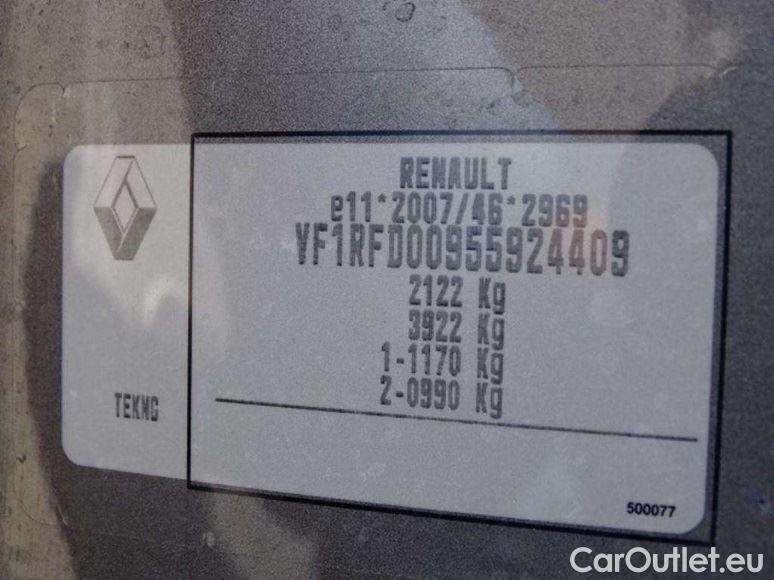 RENAULT
e11*2007/46*2969
VF1RFD00955924409
2122 Kg
3922 Kg
1-1170 Kg
2-0990 Kg
TEKMG
500077
CarOutlet.eu